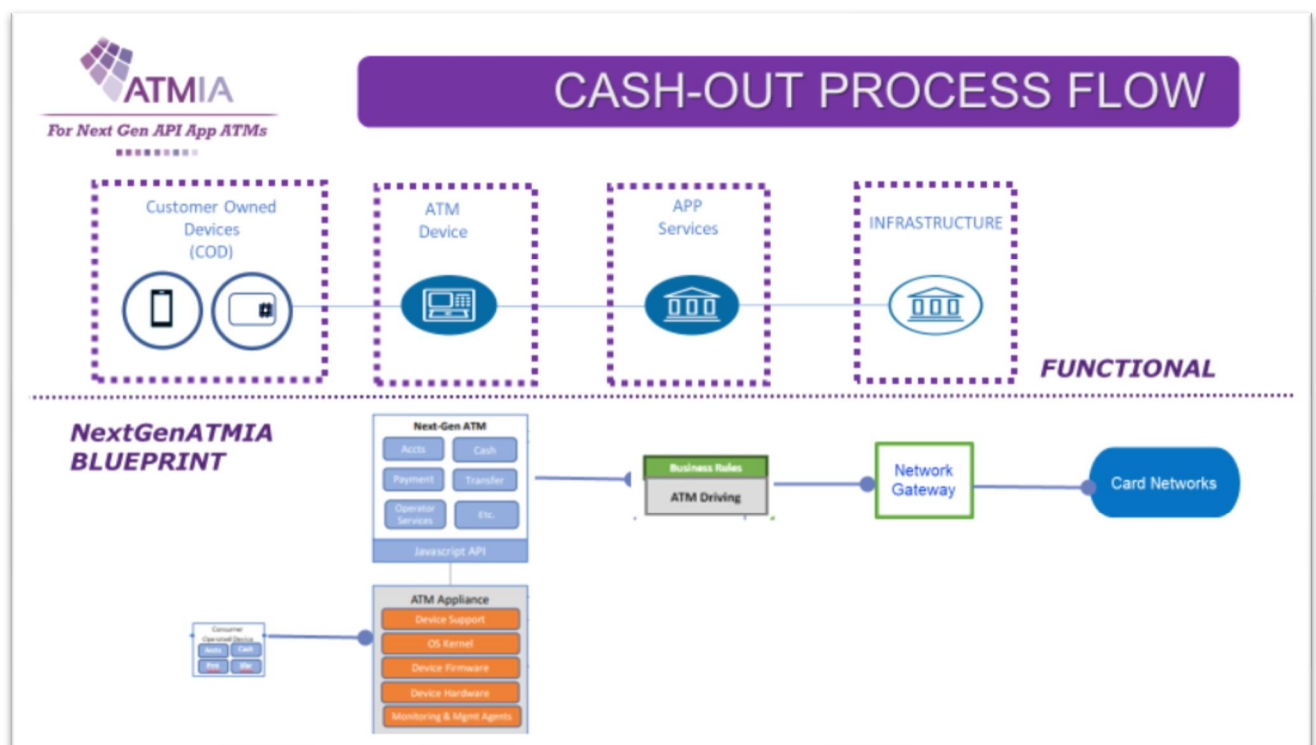 ATMIA
For Next Gen API App ATMs
CASH-OUT PROCESS FLOW
Customer Owned
Devices
(COD)
ATM
Device
APP
Services
INFRASTRUCTURE
FUNCTIONAL
NextGenATMIA
BLUEPRINT
Next-Gen ATM
Accts
Cash
Payment
Transfer
Operator
Services
Etc.
Javascript API
Business Rules
ATM Driving
Network
Gateway
Card Networks
ATM Appliance
Device Support
OS Kernel
Device Firmware
Device Hardware
Monitoring & Mgmt Agents
Consumer
Operated Device
Accts
Cash